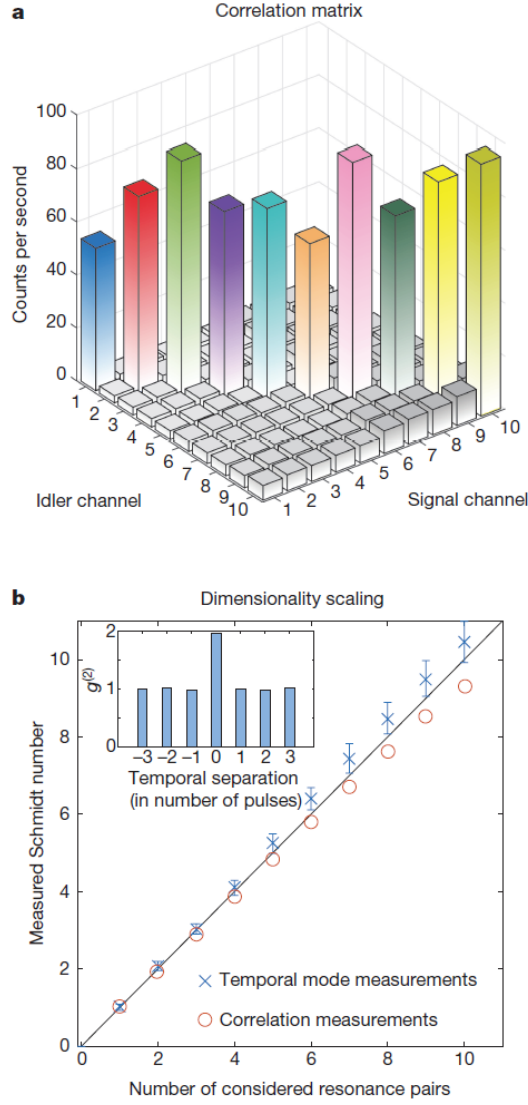 a
Correlation matrix
Counts per second
100
80
60
40
20
0
1
2
3
4
5
6
7
8
9
10
Idler channel
1
2
3
4
5
6
7
8
9
10
Signal channel
b
Dimensionality scaling
Measured Schmidt number
10
8
6
4
2
0
g(2)
2
1
0
−3 −2 −1 0 1 2 3
Temporal separation
(in number of pulses)
Temporal mode measurements
Correlation measurements
0 2 4 6 8 10
Number of considered resonance pairs